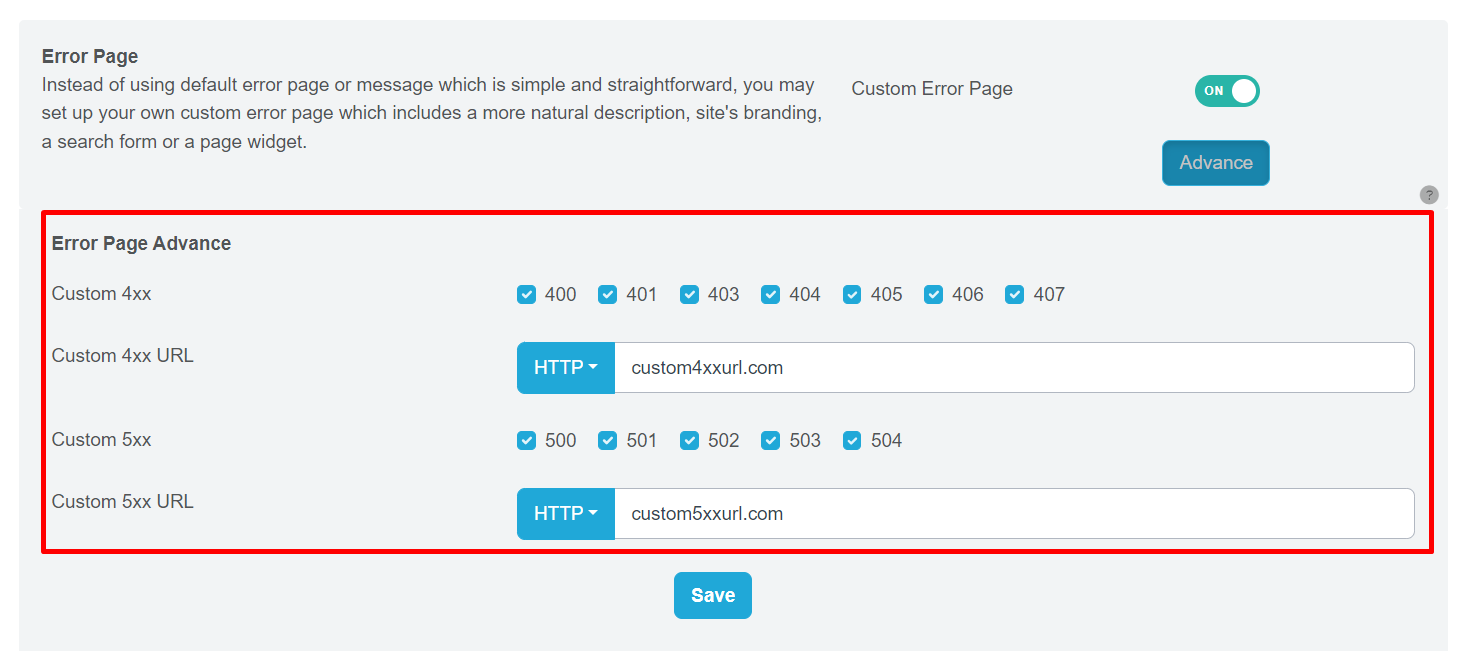 Error Page
Instead of using default error page or message which is simple and straightforward, you may
set up your own custom error page which includes a more natural description, site's branding,
a search form or a page widget.
Custom Error Page
ON
Advance
?
Error Page Advance
Custom 4xx 400 401 403 404 405 406 407
Custom 4xx URL HTTP custom4xxurl.com
Custom 5xx 500 501 502 503 504
Custom 5xx URL HTTP custom5xxurl.com
Save